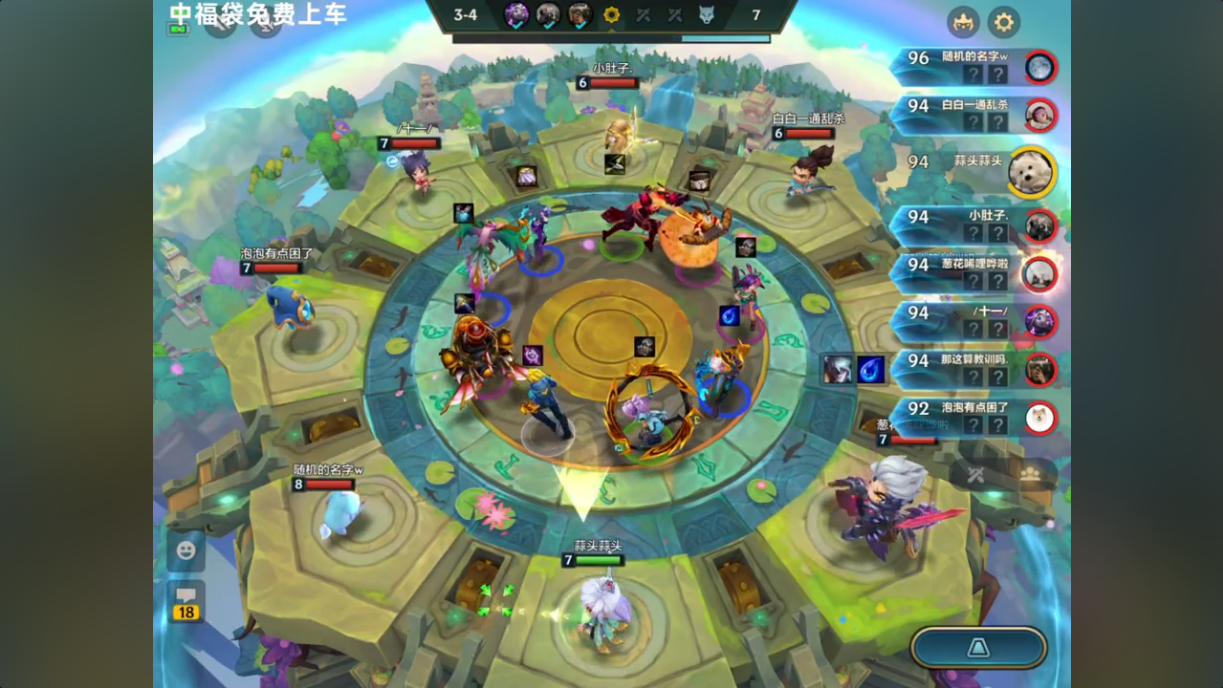 中福袋免费上车
3-4
7
小肚子.
6
/十一/
7
白白一通乱杀
6
泡泡有点困了
7
随机的名字w
8
蒜头蒜头
7
7
96 随机的名字w
? ?
94 白白一通乱杀
? ?
94 蒜头蒜头
94 小肚子.
? ?
94 葱花唏哩哗啦
? ?
94 /十一/
? ?
94 那这算教训吗.
? ?
92 泡泡有点困了
? ?
18